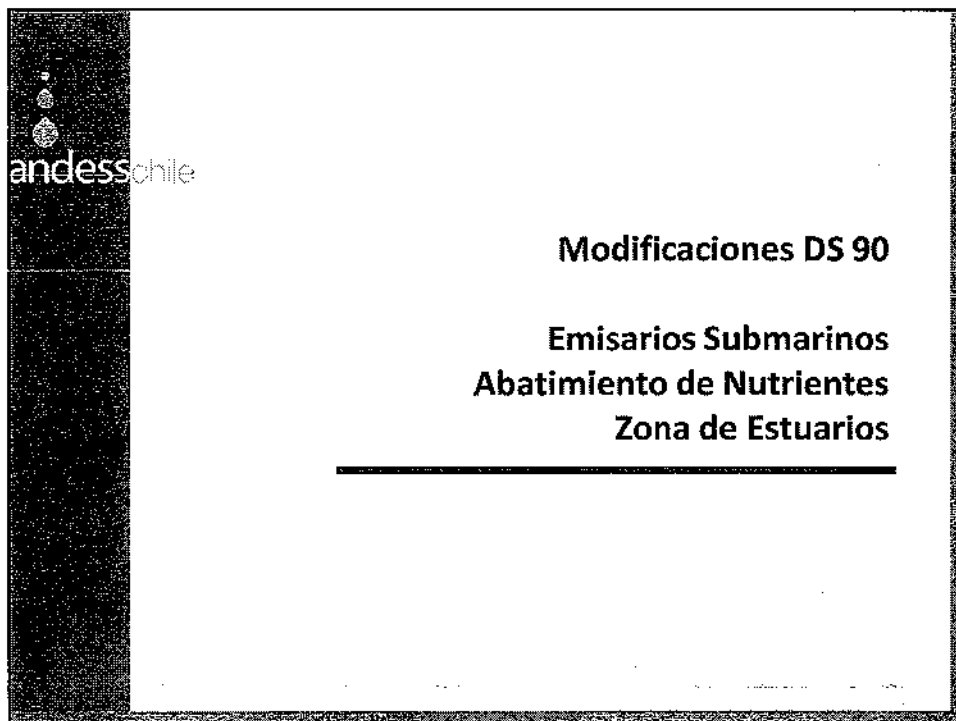 andesschile
Modificaciones DS 90
Emisarios Submarinos
Abatimiento de Nutrientes
Zona de Estuarios